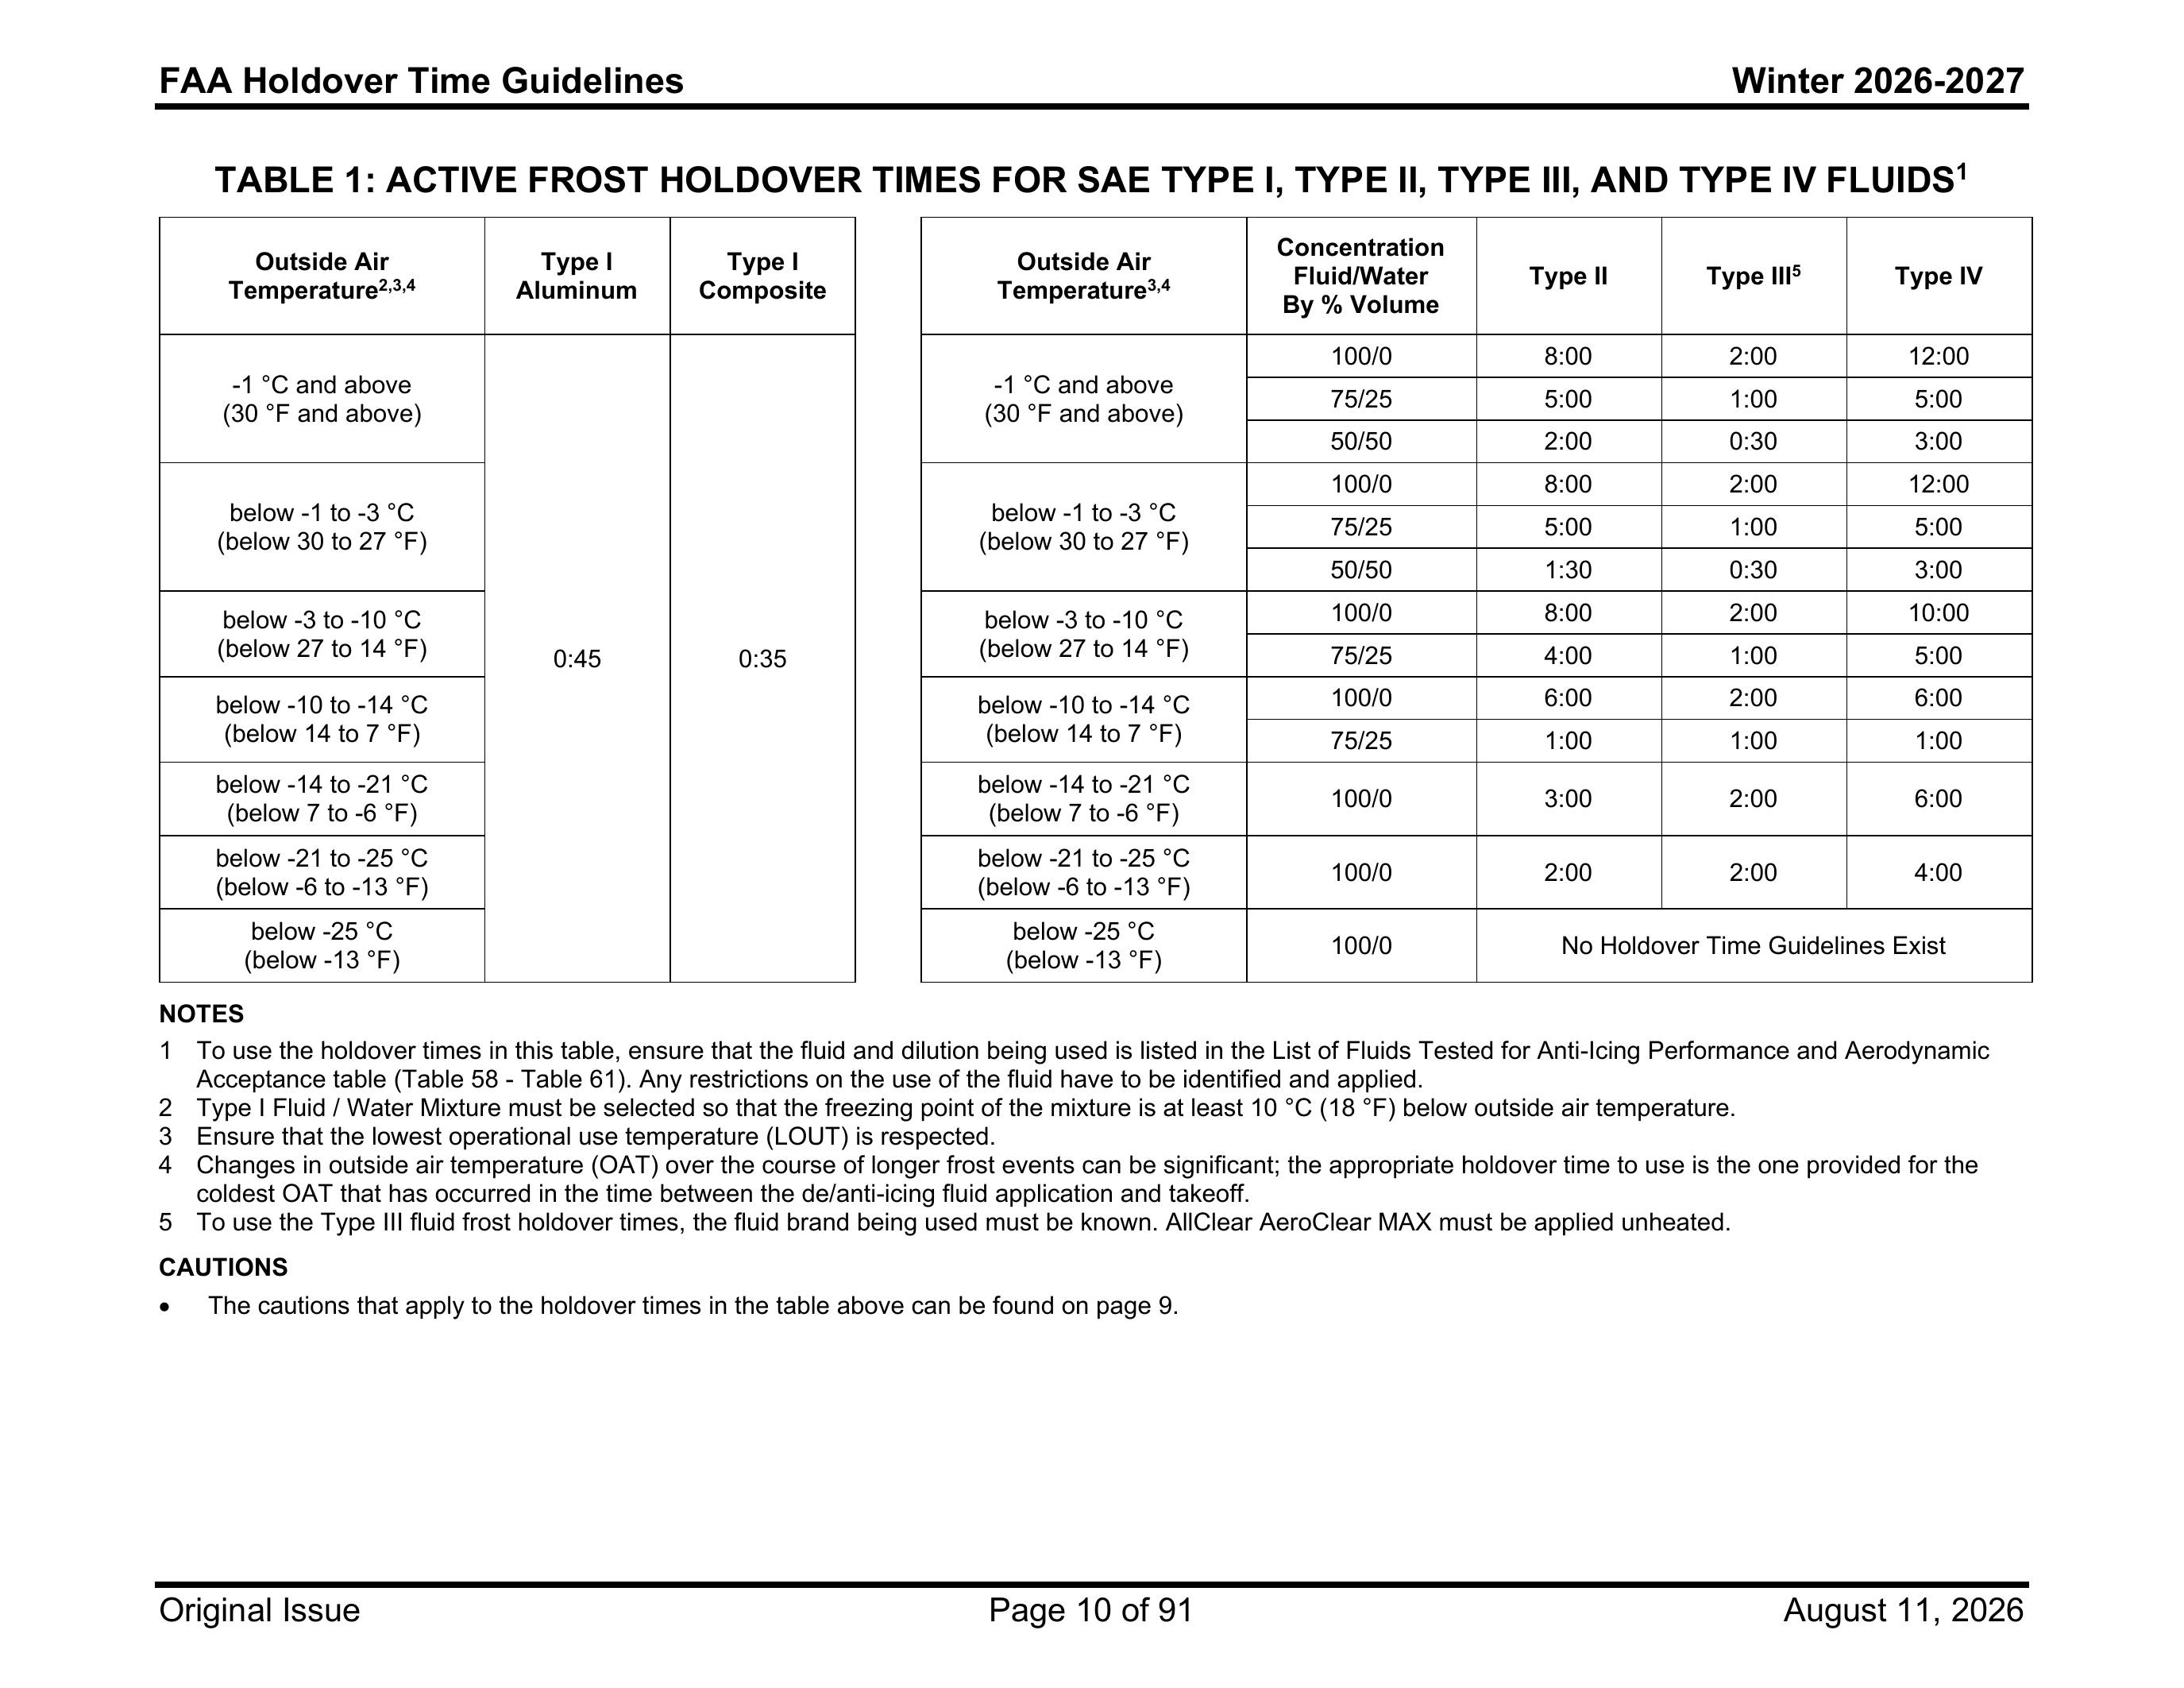 FAA Holdover Time Guidelines
Winter 2026-2027
TABLE 1: ACTIVE FROST HOLDOVER TIMES FOR SAE TYPE I, TYPE II, TYPE III, AND TYPE IV FLUIDS1
Outside Air
Temperature2,3,4
Type I
Aluminum
Type I
Composite
-1 °C and above
(30 °F and above)
0:45
0:35
below -1 to -3 °C
(below 30 to 27 °F)
below -3 to -10 °C
(below 27 to 14 °F)
below -10 to -14 °C
(below 14 to 7 °F)
below -14 to -21 °C
(below 7 to -6 °F)
below -21 to -25 °C
(below -6 to -13 °F)
below -25 °C
(below -13 °F)
Outside Air
Temperature3,4
Concentration
Fluid/Water
By % Volume
Type II
Type III5
Type IV
-1 °C and above
(30 °F and above)
100/0 8:00 2:00 12:00
75/25 5:00 1:00 5:00
50/50 2:00 0:30 3:00
below -1 to -3 °C
(below 30 to 27 °F)
100/0 8:00 2:00 12:00
75/25 5:00 1:00 5:00
50/50 1:30 0:30 3:00
below -3 to -10 °C
(below 27 to 14 °F)
100/0 8:00 2:00 10:00
75/25 4:00 1:00 5:00
below -10 to -14 °C
(below 14 to 7 °F)
100/0 6:00 2:00 6:00
75/25 1:00 1:00 1:00
below -14 to -21 °C
(below 7 to -6 °F)
100/0 3:00 2:00 6:00
below -21 to -25 °C
(below -6 to -13 °F)
100/0 2:00 2:00 4:00
below -25 °C
(below -13 °F)
100/0 No Holdover Time Guidelines Exist
NOTES
1 To use the holdover times in this table, ensure that the fluid and dilution being used is listed in the List of Fluids Tested for Anti-Icing Performance and Aerodynamic
Acceptance table (Table 58 - Table 61). Any restrictions on the use of the fluid have to be identified and applied.
2 Type I Fluid / Water Mixture must be selected so that the freezing point of the mixture is at least 10 °C (18 °F) below outside air temperature.
3 Ensure that the lowest operational use temperature (LOUT) is respected.
4 Changes in outside air temperature (OAT) over the course of longer frost events can be significant; the appropriate holdover time to use is the one provided for the
coldest OAT that has occurred in the time between the de/anti-icing fluid application and takeoff.
5 To use the Type III fluid frost holdover times, the fluid brand being used must be known. AllClear AeroClear MAX must be applied unheated.
CAUTIONS
• The cautions that apply to the holdover times in the table above can be found on page 9.
Original Issue
Page 10 of 91
August 11, 2026